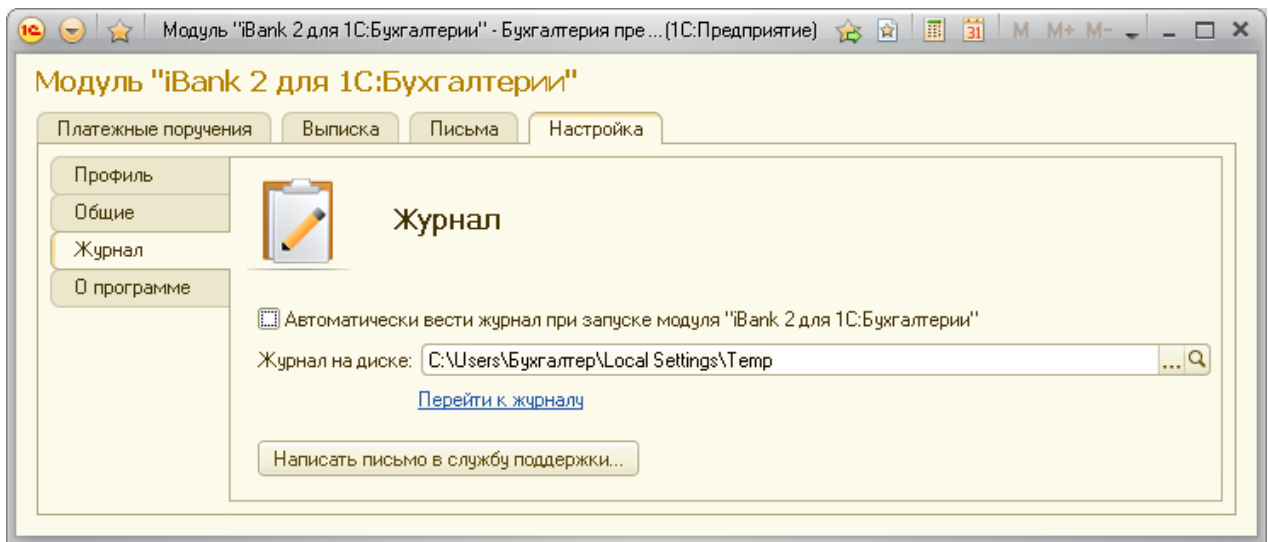 1С Модуль "iBank 2 для 1С:Бухгалтерии" - Бухгалтерия пре... (1С:Предприятие) 31 M M+ M-
Модуль "iBank 2 для 1С:Бухгалтерии"
Платежные поручения Выписка Письма Настройка
Профиль
Общие
Журнал
О программе
Журнал
Автоматически вести журнал при запуске модуля "iBank 2 для 1С:Бухгалтерии"
Журнал на диске: C:\Users\Бухгалтер\Local Settings\Temp ...
Перейти к журналу
Написать письмо в службу поддержки...